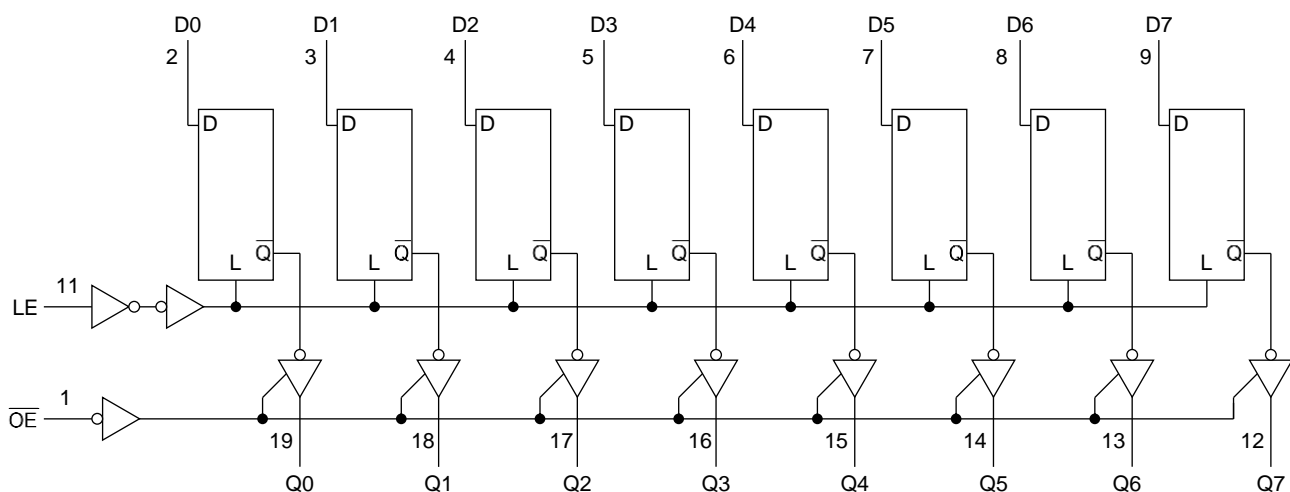 D0 D1 D2 D3 D4 D5 D6 D7
2 3 4 5 6 7 8 9
D D D D D D D D
Q̅ Q̅ Q̅ Q̅ Q̅ Q̅ Q̅ Q̅
L L L L L L L L
11
LE
1
O̅E̅
19 18 17 16 15 14 13 12
Q0 Q1 Q2 Q3 Q4 Q5 Q6 Q7